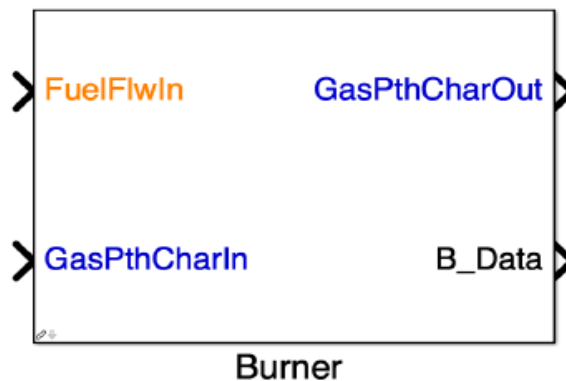 FuelFlwIn
GasPthCharOut
GasPthCharIn
B_Data
Burner